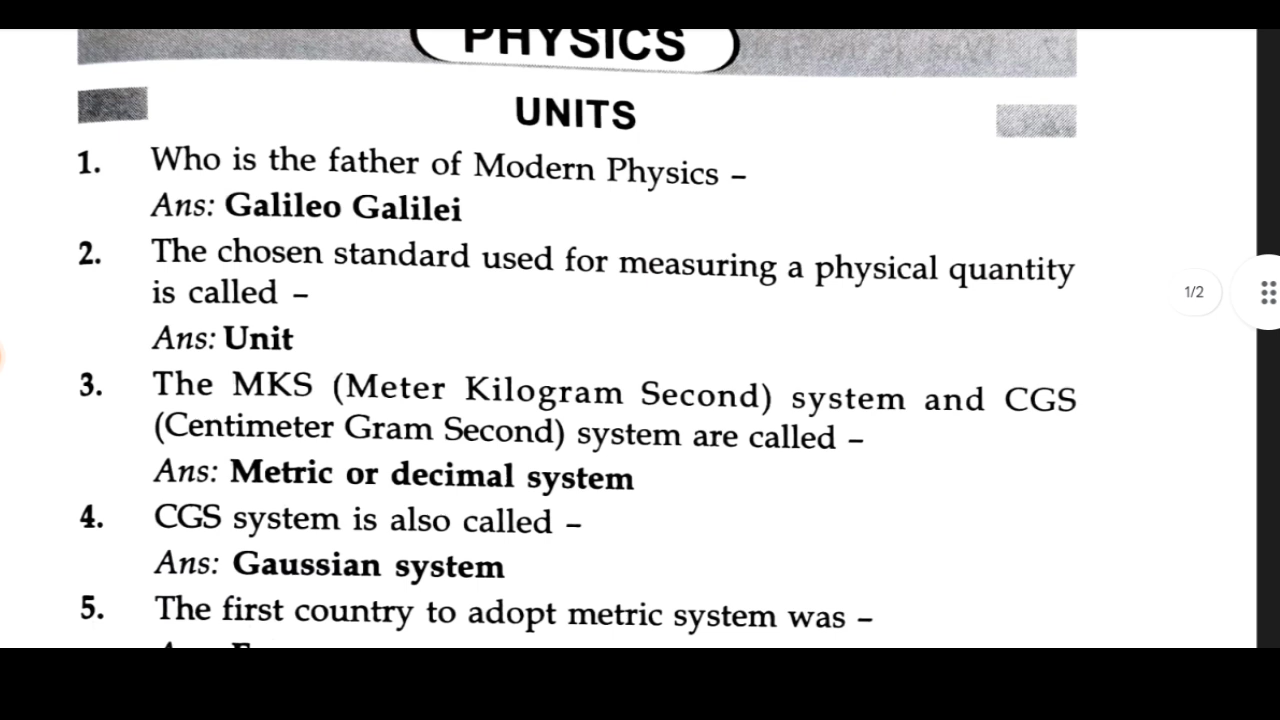 PHYSICS
UNITS
1. Who is the father of Modern Physics –
Ans: Galileo Galilei
2. The chosen standard used for measuring a physical quantity
is called –
Ans: Unit
3. The MKS (Meter Kilogram Second) system and CGS
(Centimeter Gram Second) system are called –
Ans: Metric or decimal system
4. CGS system is also called –
Ans: Gaussian system
5. The first country to adopt metric system was –
1/2